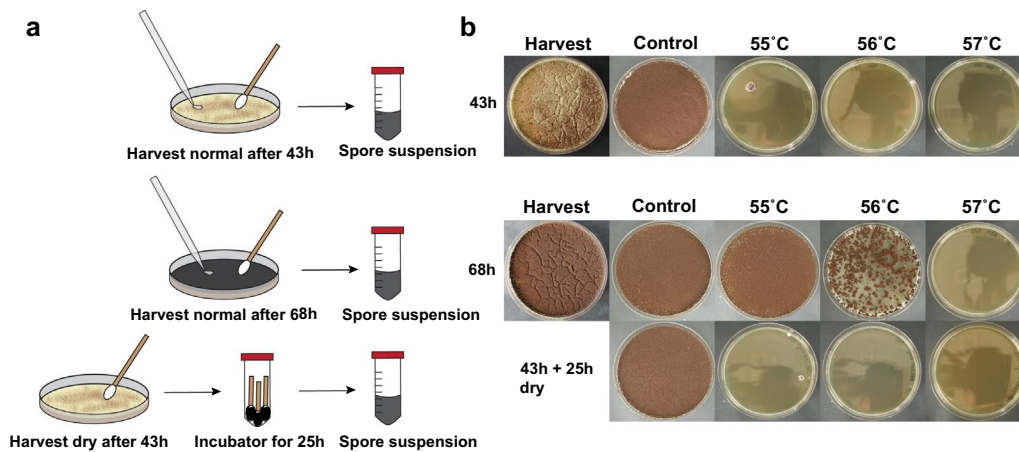 a
Harvest normal after 43h
Spore suspension
Harvest normal after 68h
Spore suspension
Harvest dry after 43h
Incubator for 25h
Spore suspension
b
Harvest
Control
55˚C
56˚C
57˚C
43h
Harvest
Control
55˚C
56˚C
57˚C
68h
43h + 25h
dry